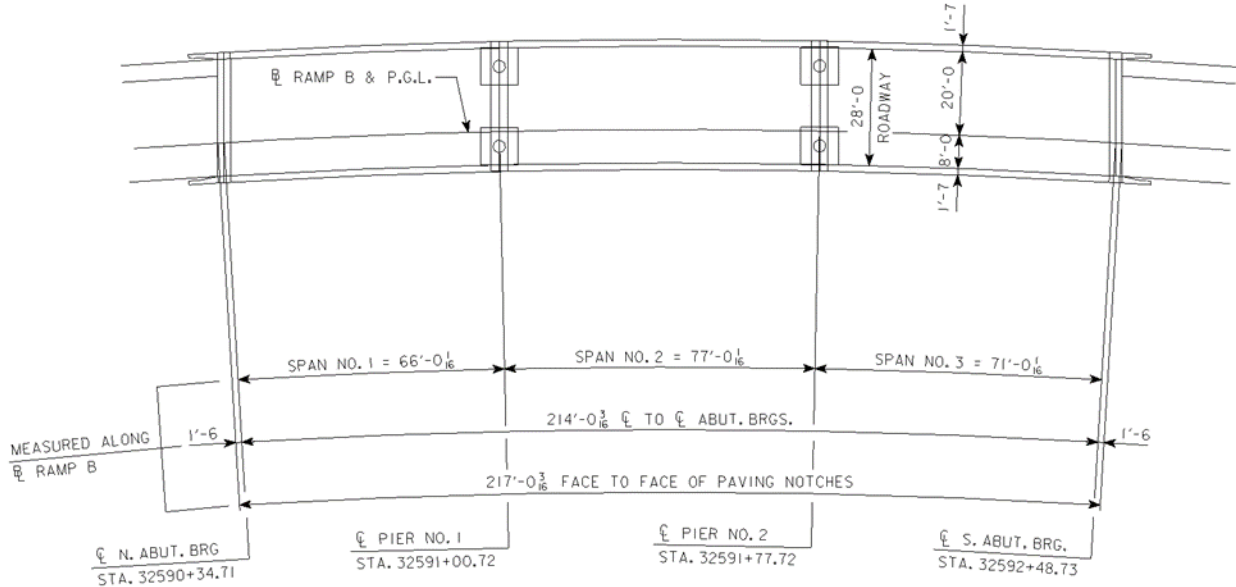 1'-7
℄ RAMP B & P.G.L.
28'-0
ROADWAY
20'-0
8'-0
1'-7
SPAN NO. 1 = 66'-0 1/16
SPAN NO. 2 = 77'-0 1/16
SPAN NO. 3 = 71'-0 1/16
MEASURED ALONG
℄ RAMP B
1'-6
214'-0 3/16 ℄ TO ℄ ABUT. BRGS.
1'-6
217'-0 3/16 FACE TO FACE OF PAVING NOTCHES
℄ N. ABUT. BRG
STA. 32590+34.71
℄ PIER NO. 1
STA. 32591+00.72
℄ PIER NO. 2
STA. 32591+77.72
℄ S. ABUT. BRG.
STA. 32592+48.73